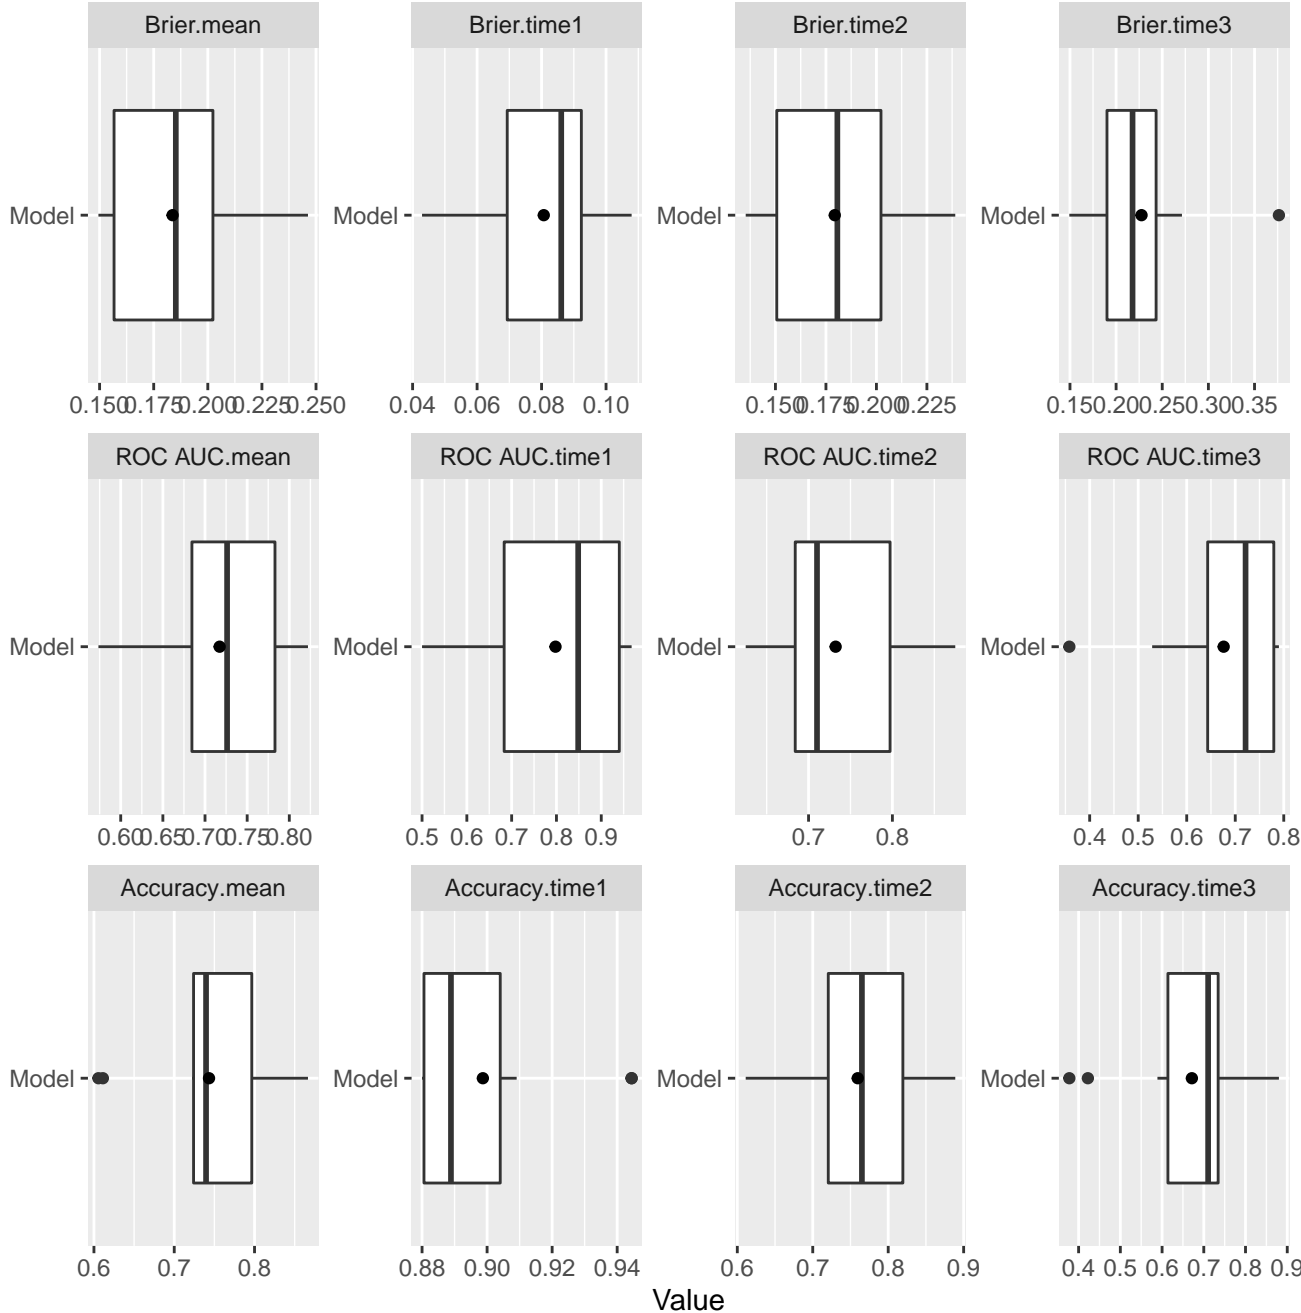 Brier.mean Brier.time1 Brier.time2 Brier.time3
Model Model Model Model
0.150 0.175 0.200 0.225 0.250 0.04 0.06 0.08 0.10 0.150 0.175 0.200 0.225 0.15 0.20 0.25 0.30 0.35
ROC AUC.mean ROC AUC.time1 ROC AUC.time2 ROC AUC.time3
Model Model Model Model
0.60 0.65 0.70 0.75 0.80 0.5 0.6 0.7 0.8 0.9 0.7 0.8 0.4 0.5 0.6 0.7 0.8
Accuracy.mean Accuracy.time1 Accuracy.time2 Accuracy.time3
Model Model Model Model
0.6 0.7 0.8 0.88 0.90 0.92 0.94 0.6 0.7 0.8 0.9 0.4 0.5 0.6 0.7 0.8 0.9
Value